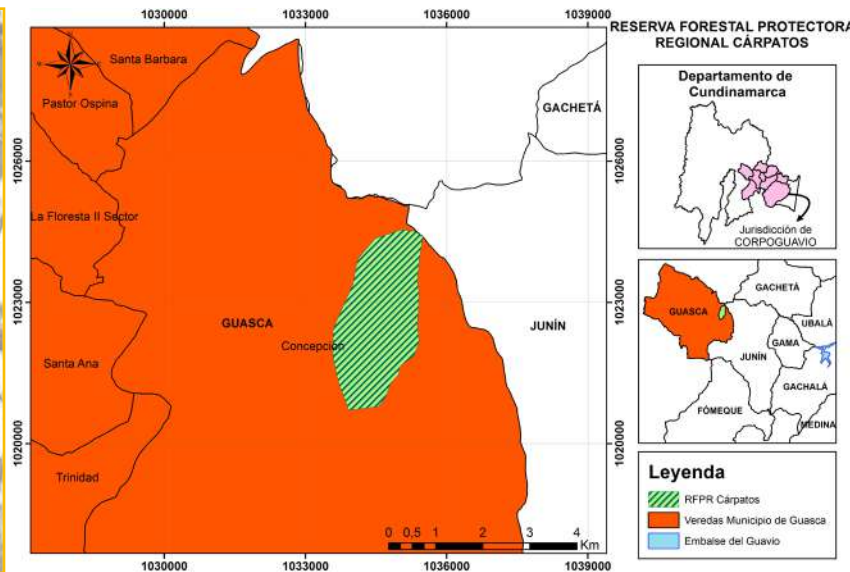 1030000 1033000 1036000 1039000
RESERVA FORESTAL PROTECTORA
REGIONAL CÁRPATOS
Santa Barbara
Pastor Ospina
GACHETÁ
1026000
1026000
La Floresta II Sector
1023000
1023000
GUASCA
JUNÍN
Concepción
Santa Ana
1020000
1020000
Trinidad
0 0,5 1 2 3 4
Km
1030000 1033000 1036000 1039000
Departamento de
Cundinamarca
Jurisdicción de
CORPOGUAVIO
GACHETÁ
GUASCA
UBALÁ
JUNÍN
GAMA
GACHALÁ
FÓMEQUE
MEDINA
Leyenda
RFPR Cárpatos
Veredas Municipio de Guasca
Embalse del Guavio